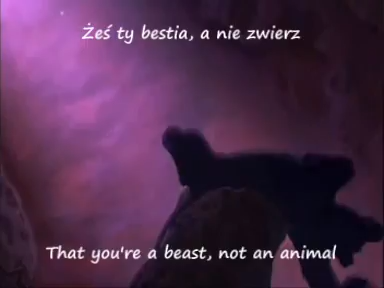 Żeś ty bestia, a nie zwierz
That you're a beast, not an animal